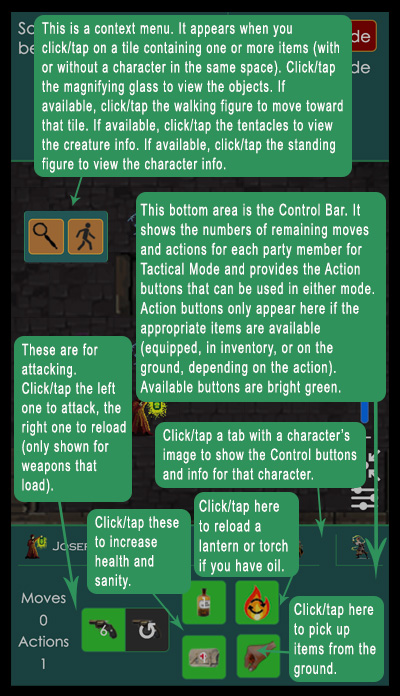 So
be
de
de
This is a context menu. It appears when you
click/tap on a tile containing one or more items (with
or without a character in the same space). Click/tap
the magnifying glass to view the objects. If
available, click/tap the walking figure to move toward
that tile. If available, click/tap the tentacles to view
the creature info. If available, click/tap the standing
figure to view the character info.
This bottom area is the Control Bar. It
shows the numbers of remaining moves
and actions for each party member for
Tactical Mode and provides the Action
buttons that can be used in either mode.
Action buttons only appear here if the
appropriate items are available
(equipped, in inventory, or on the
ground, depending on the action).
Available buttons are bright green.
These are for
attacking.
Click/tap the left
one to attack, the
right one to reload
(only shown for
weapons that
load).
Click/tap a tab with a character's
image to show the Control buttons
and info for that character.
Click/tap these
to increase
health and
sanity.
Click/tap here
to reload a
lantern or torch
if you have oil.
JOSEP
Moves
0
Actions
1
6
Click/tap here
to pick up
items from the
ground.